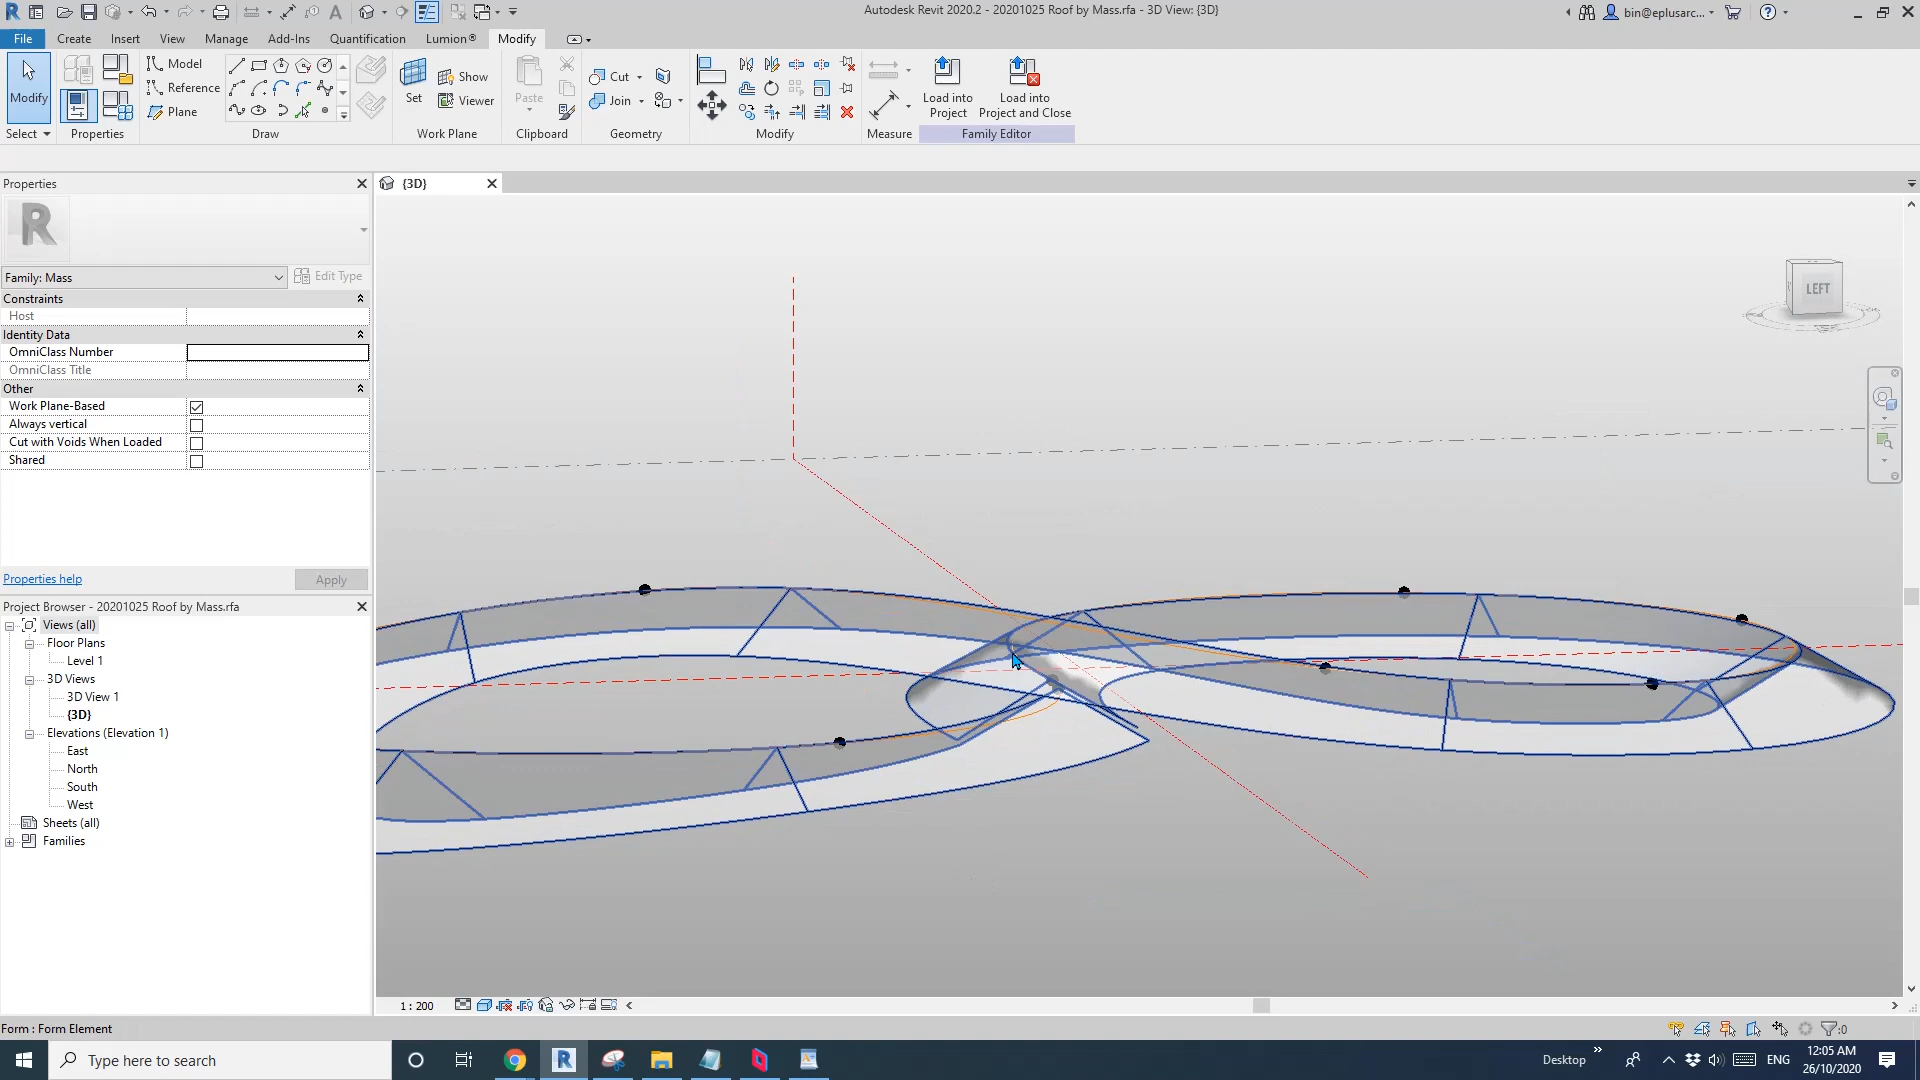 Autodesk Revit 2020.2 - 20201025 Roof by Mass.rfa - 3D View: {3D}
bin@eplusarc...
File Create Insert View Manage Add-Ins Quantification Lumion® Modify
Modify
Model
Reference
Plane
Set
Show
Viewer
Paste
Cut
Join
Load into
Project
Load into
Project and Close
Select Properties Draw Work Plane Clipboard Geometry Modify Measure Family Editor
Properties
{3D}
R
Family: Mass
Edit Type
Constraints
Host
Identity Data
OmniClass Number
OmniClass Title
Other
Work Plane-Based
Always vertical
Cut with Voids When Loaded
Shared
LEFT
Properties help
Apply
Project Browser - 20201025 Roof by Mass.rfa
Views (all)
Floor Plans
Level 1
3D Views
3D View 1
{3D}
Elevations (Elevation 1)
East
North
South
West
Sheets (all)
Families
1 : 200
Form : Form Element
:0
Type here to search
Desktop
ENG
12:05 AM
26/10/2020